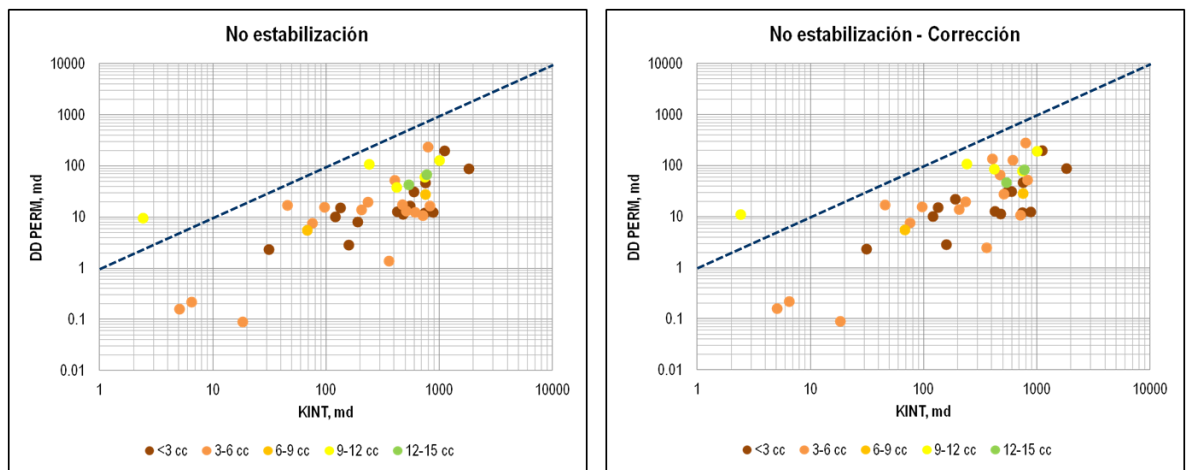 No estabilización
10000
1000
100
10
1
0.1
0.01
DD PERM, md
1 10 100 1000 10000
KINT, md
<3 cc 3-6 cc 6-9 cc 9-12 cc 12-15 cc
No estabilización - Corrección
10000
1000
100
10
1
0.1
0.01
DD PERM, md
1 10 100 1000 10000
KINT, md
<3 cc 3-6 cc 6-9 cc 9-12 cc 12-15 cc